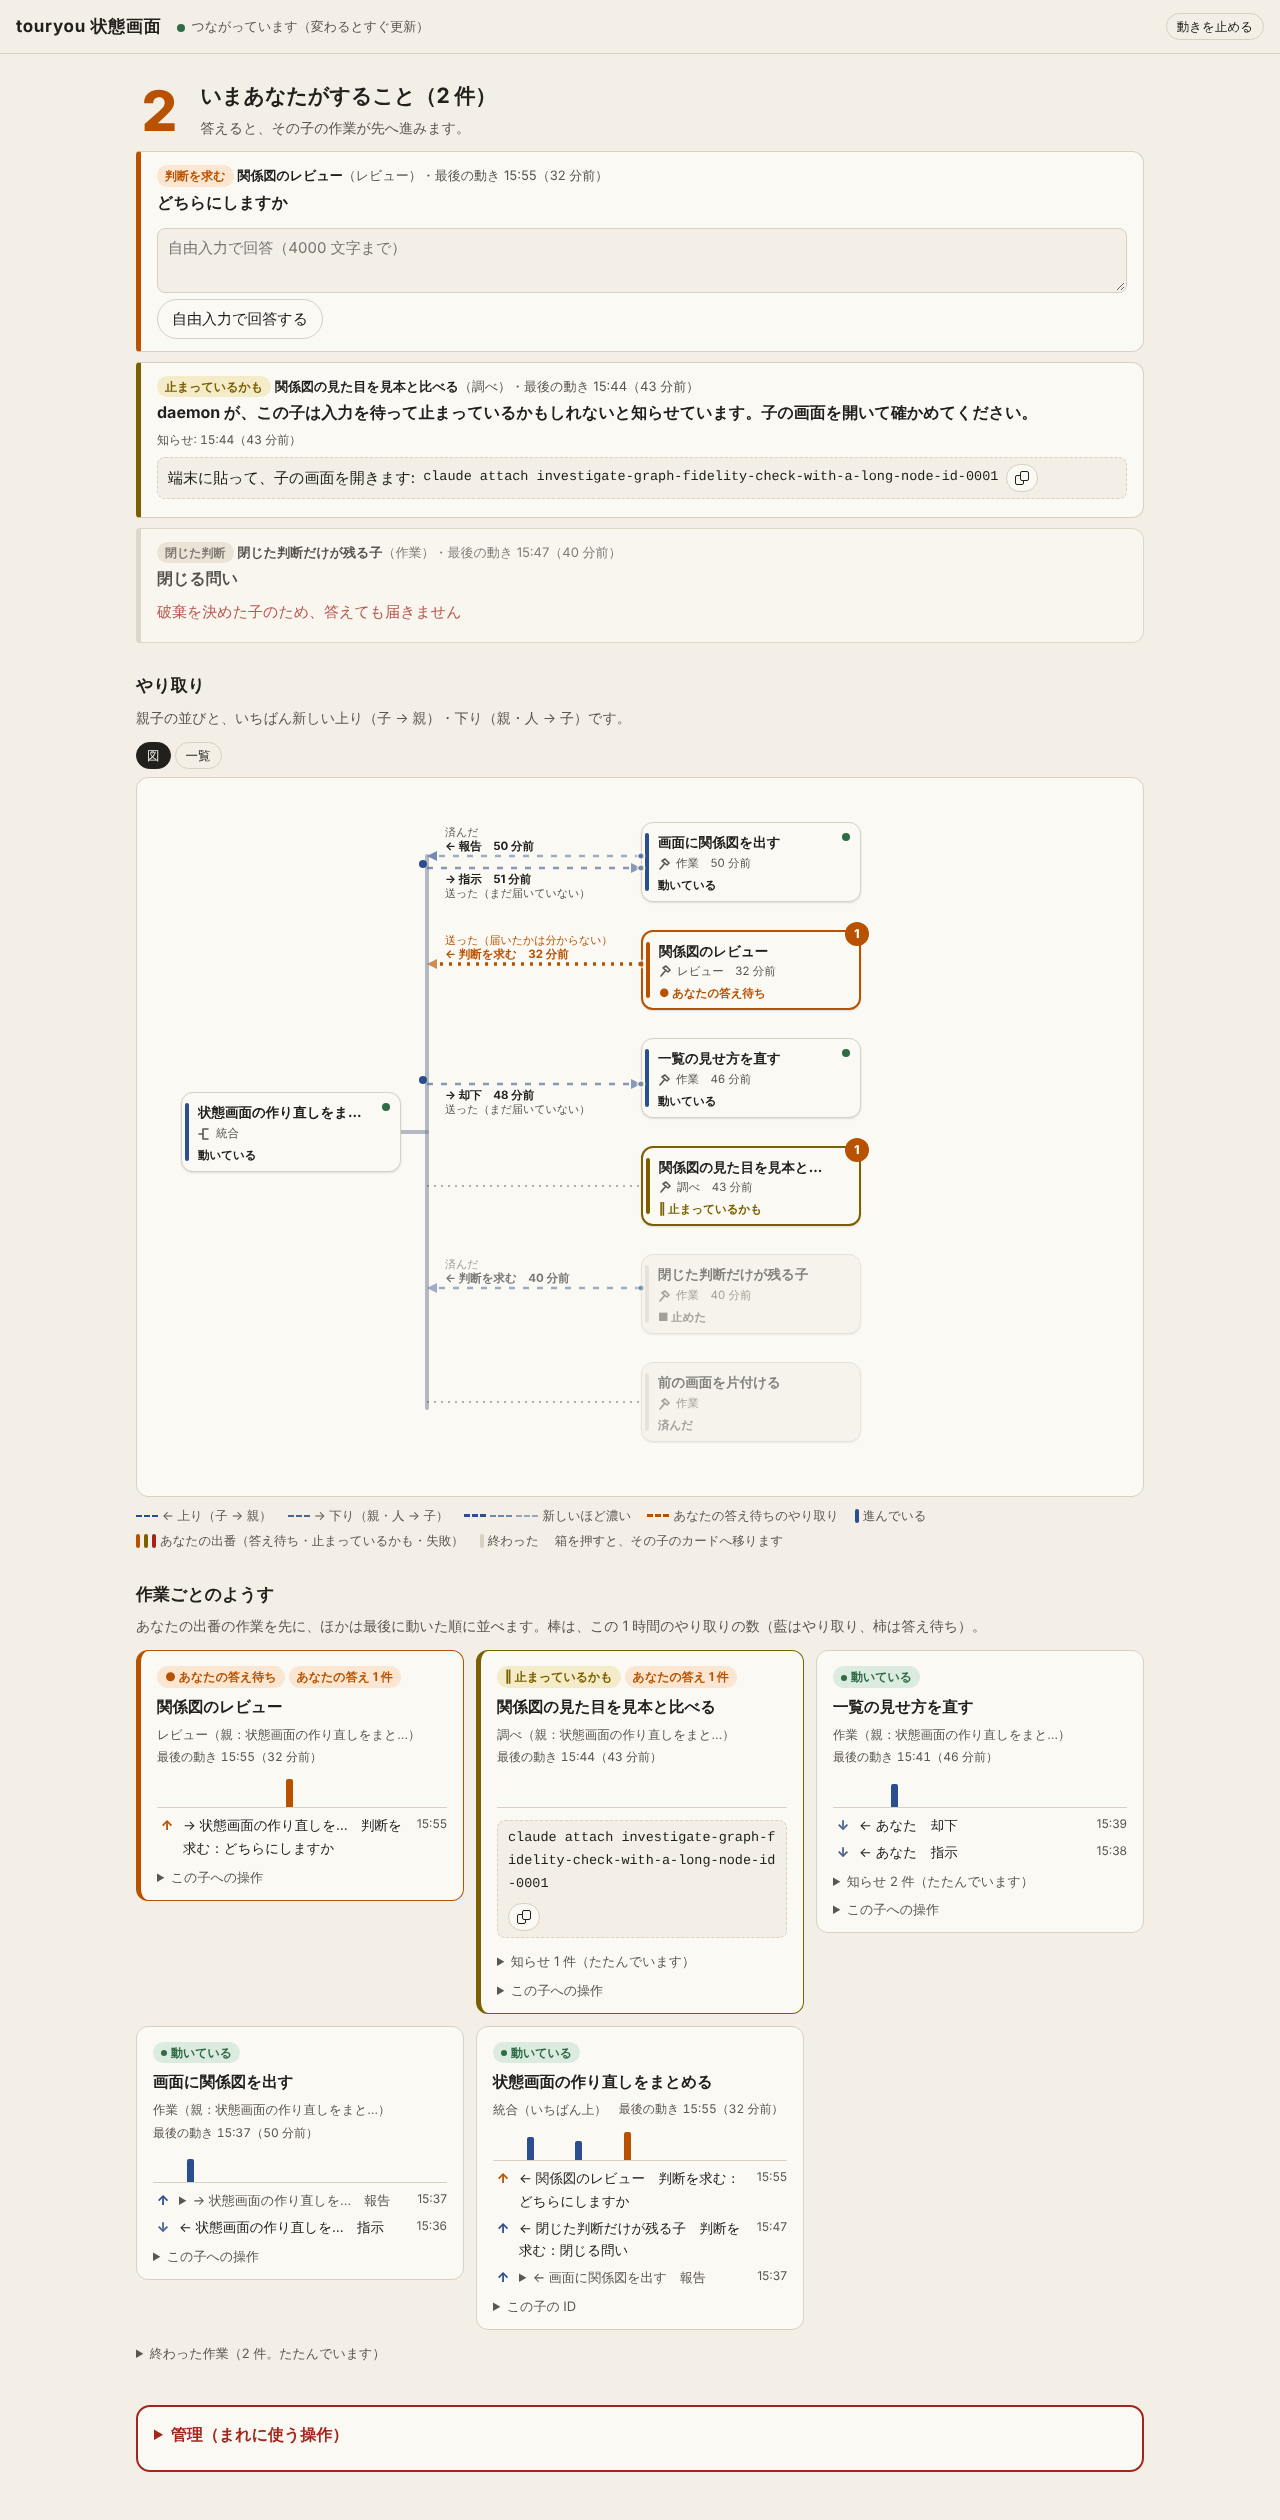 touryou 状態画面
つながっています（変わるとすぐ更新）
動きを止める
2
いまあなたがすること（2 件）
答えると、その子の作業が先へ進みます。
判断を求む 関係図のレビュー（レビュー）・最後の動き 15:55（32 分前）
どちらにしますか
自由入力で回答（4000 文字まで）
自由入力で回答する
止まっているかも 関係図の見た目を見本と比べる（調べ）・最後の動き 15:44（43 分前）
daemon が、この子は入力を待って止まっているかもしれないと知らせています。子の画面を開いて確かめてください。
知らせ: 15:44（43 分前）
端末に貼って、子の画面を開きます: claude attach investigate-graph-fidelity-check-with-a-long-node-id-0001
閉じた判断 閉じた判断だけが残る子（作業）・最後の動き 15:47（40 分前）
閉じる問い
破棄を決めた子のため、答えても届きません
やり取り
親子の並びと、いちばん新しい上り（子 → 親）・下り（親・人 → 子）です。
図
一覧
済んだ
← 報告 50 分前
→ 指示 51 分前
送った（まだ届いていない）
画面に関係図を出す
作業 50 分前
動いている
送った（届いたかは分からない）
← 判断を求む 32 分前
1
関係図のレビュー
レビュー 32 分前
● あなたの答え待ち
→ 却下 48 分前
送った（まだ届いていない）
一覧の見せ方を直す
作業 46 分前
動いている
状態画面の作り直しをま…
統合
動いている
1
関係図の見た目を見本と…
調べ 43 分前
‖ 止まっているかも
済んだ
← 判断を求む 40 分前
閉じた判断だけが残る子
作業 40 分前
■ 止めた
前の画面を片付ける
作業
済んだ
← 上り（子 → 親） → 下り（親・人 → 子） 新しいほど濃い あなたの答え待ちのやり取り 進んでいる
あなたの出番（答え待ち・止まっているかも・失敗） 終わった 箱を押すと、その子のカードへ移ります
作業ごとのようす
あなたの出番の作業を先に、ほかは最後に動いた順に並べます。棒は、この 1 時間のやり取りの数（藍はやり取り、柿は答え待ち）。
● あなたの答え待ち あなたの答え 1 件
関係図のレビュー
レビュー（親：状態画面の作り直しをまと…）
最後の動き 15:55（32 分前）
↑ → 状態画面の作り直しを… 判断を 15:55
求む：どちらにしますか
▶ この子への操作
‖ 止まっているかも あなたの答え 1 件
関係図の見た目を見本と比べる
調べ（親：状態画面の作り直しをまと…）
最後の動き 15:44（43 分前）
claude attach investigate-graph-f
idelity-check-with-a-long-node-id
-0001
▶ 知らせ 1 件（たたんでいます）
▶ この子への操作
● 動いている
一覧の見せ方を直す
作業（親：状態画面の作り直しをまと…）
最後の動き 15:41（46 分前）
↓ ← あなた 却下 15:39
↓ ← あなた 指示 15:38
▶ 知らせ 2 件（たたんでいます）
▶ この子への操作
● 動いている
画面に関係図を出す
作業（親：状態画面の作り直しをまと…）
最後の動き 15:37（50 分前）
↑ ▶ → 状態画面の作り直しを… 報告 15:37
↓ ← 状態画面の作り直しを… 指示 15:36
▶ この子への操作
● 動いている
状態画面の作り直しをまとめる
統合（いちばん上） 最後の動き 15:55（32 分前）
↑ ← 関係図のレビュー 判断を求む： 15:55
どちらにしますか
↑ ← 閉じた判断だけが残る子 判断を 15:47
求む：閉じる問い
↑ ▶ ← 画面に関係図を出す 報告 15:37
▶ この子の ID
▶ 終わった作業（2 件。たたんでいます）
▶ 管理（まれに使う操作）